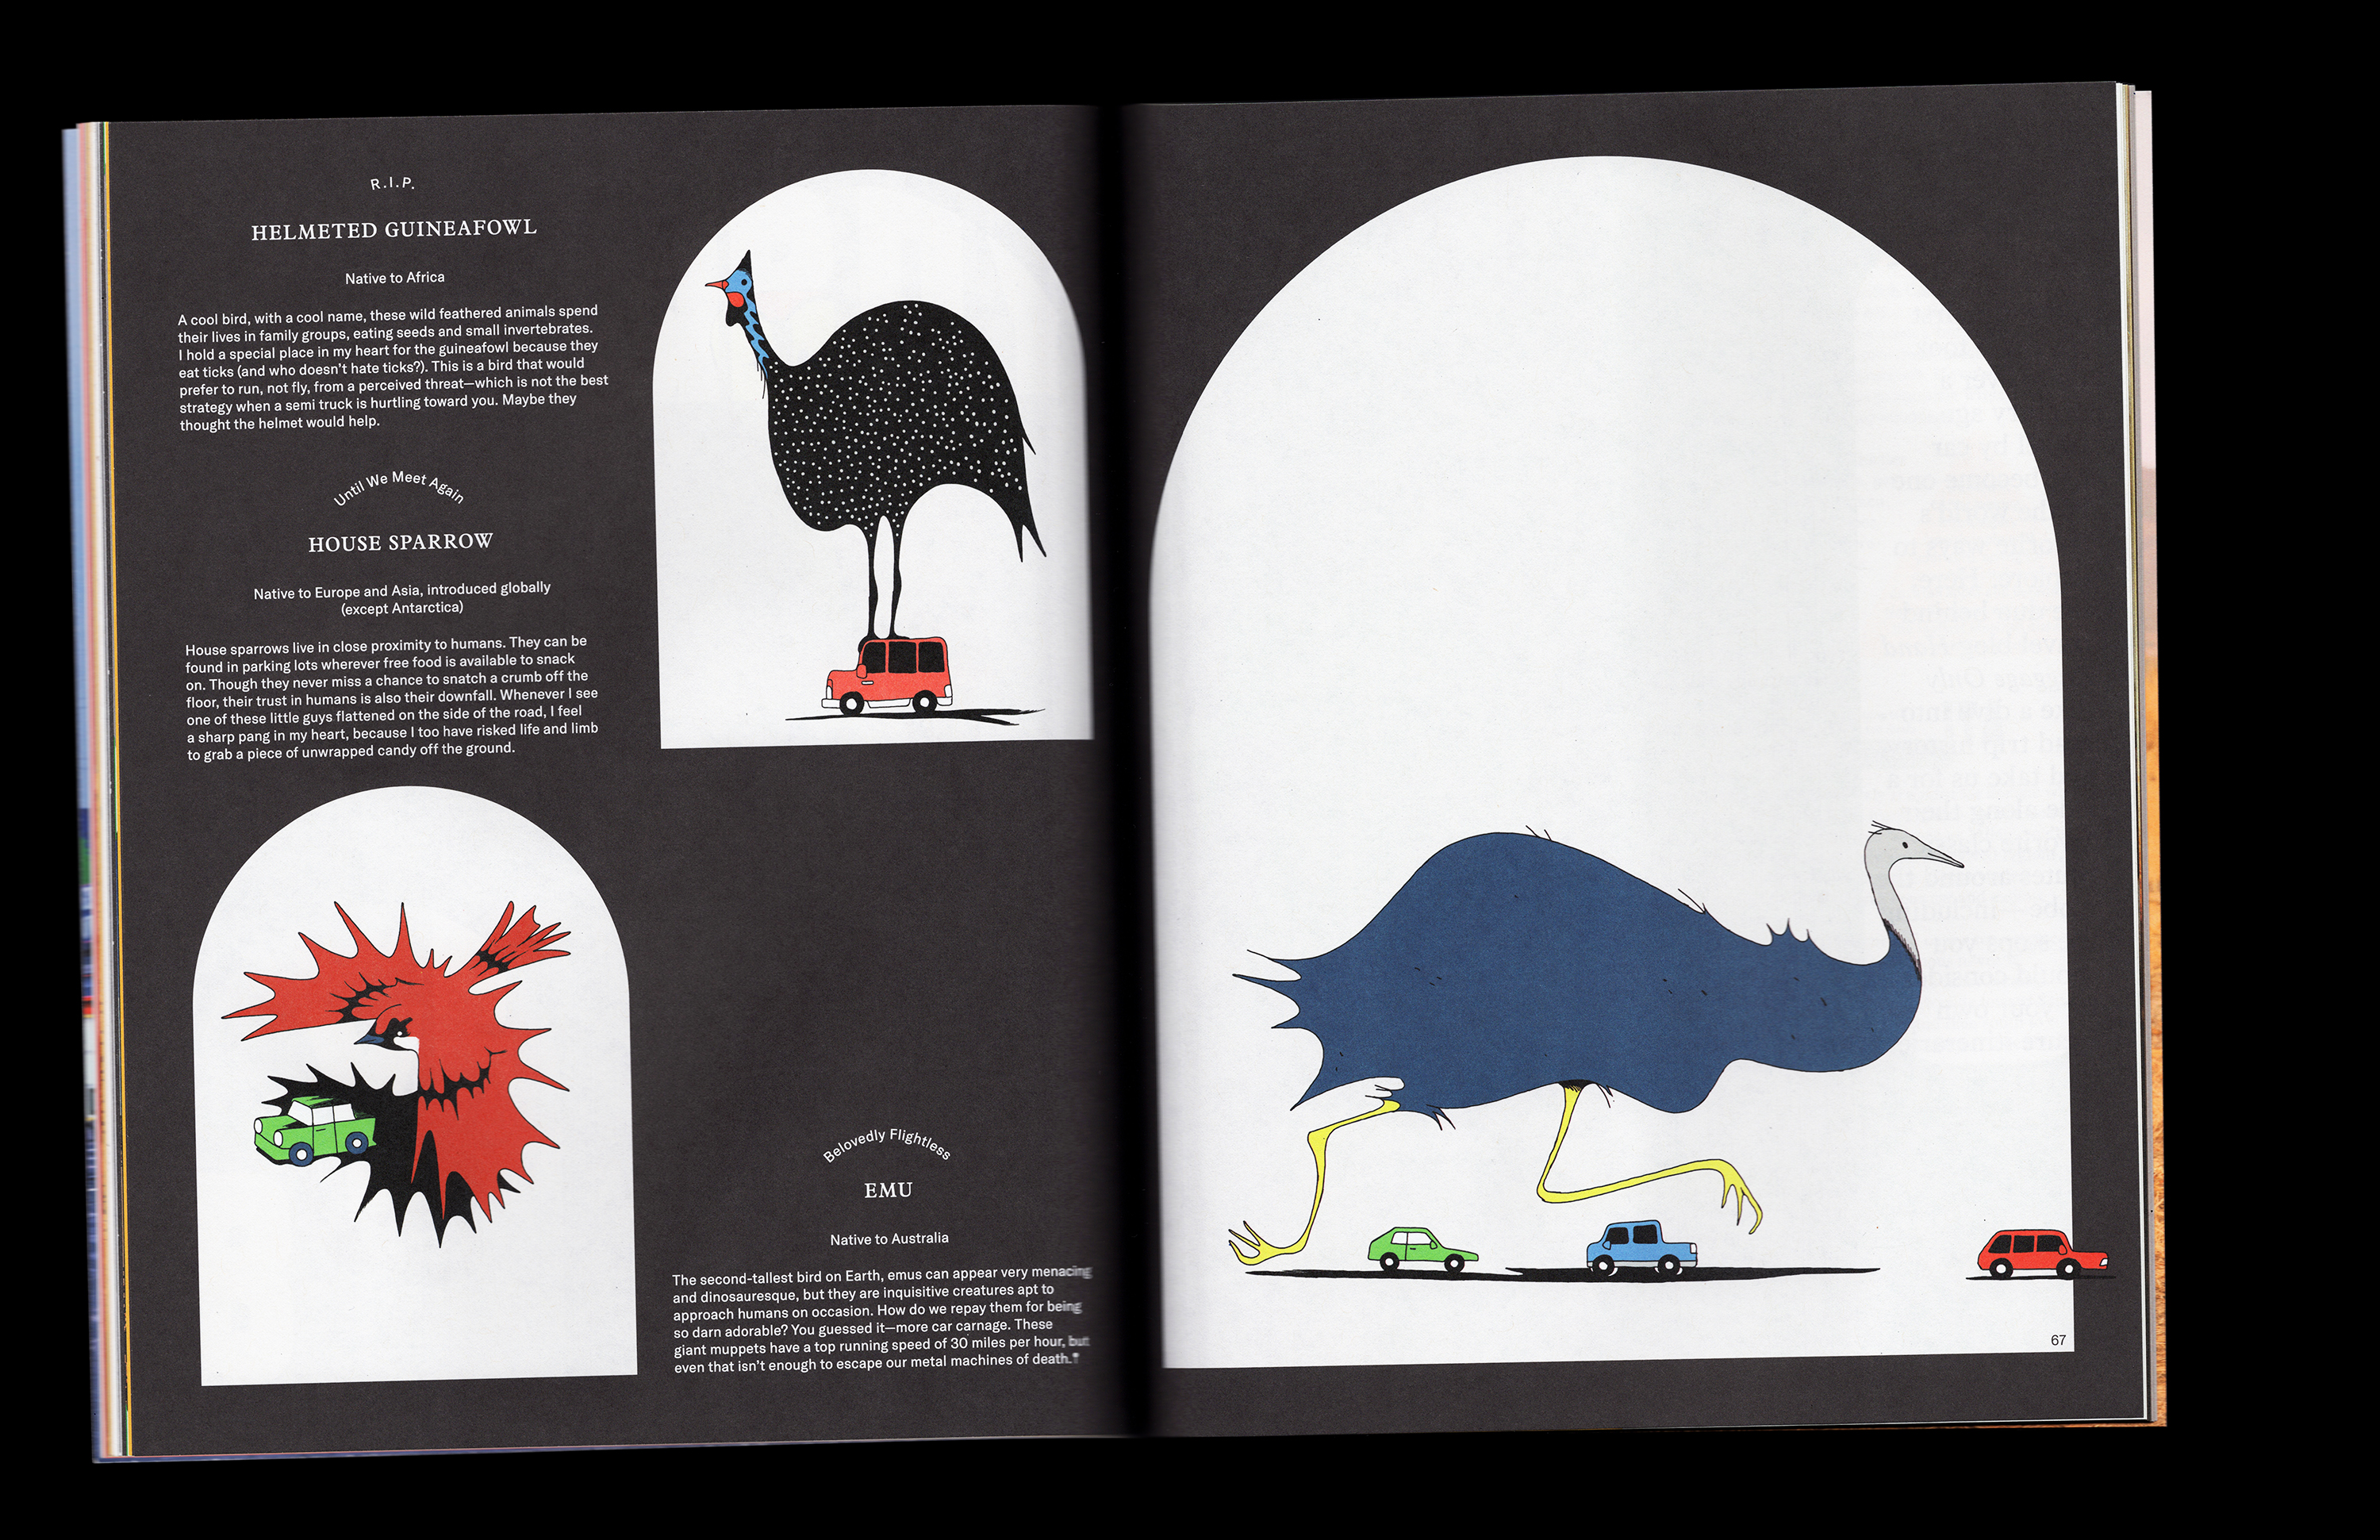 R.I.P.
HELMETED GUINEAFOWL
Native to Africa
A cool bird, with a cool name, these wild feathered animals spend
their lives in family groups, eating seeds and small invertebrates.
I hold a special place in my heart for the guineafowl because they
eat ticks (and who doesn't hate ticks?). This is a bird that would
prefer to run, not fly, from a perceived threat—which is not the best
strategy when a semi truck is hurtling toward you. Maybe they
thought the helmet would help.
Until We Meet Again
HOUSE SPARROW
Native to Europe and Asia, introduced globally
(except Antarctica)
House sparrows live in close proximity to humans. They can be
found in parking lots wherever free food is available to snack
on. Though they never miss a chance to snatch a crumb off the
floor, their trust in humans is also their downfall. Whenever I see
one of these little guys flattened on the side of the road, I feel
a sharp pang in my heart, because I too have risked life and limb
to grab a piece of unwrapped candy off the ground.
Belovedly Flightless
EMU
Native to Australia
The second-tallest bird on Earth, emus can appear very menacing
and dinosauresque, but they are inquisitive creatures apt to
approach humans on occasion. How do we repay them for being
so darn adorable? You guessed it—more car carnage. These
giant muppets have a top running speed of 30 miles per hour, but
even that isn't enough to escape our metal machines of death.
67